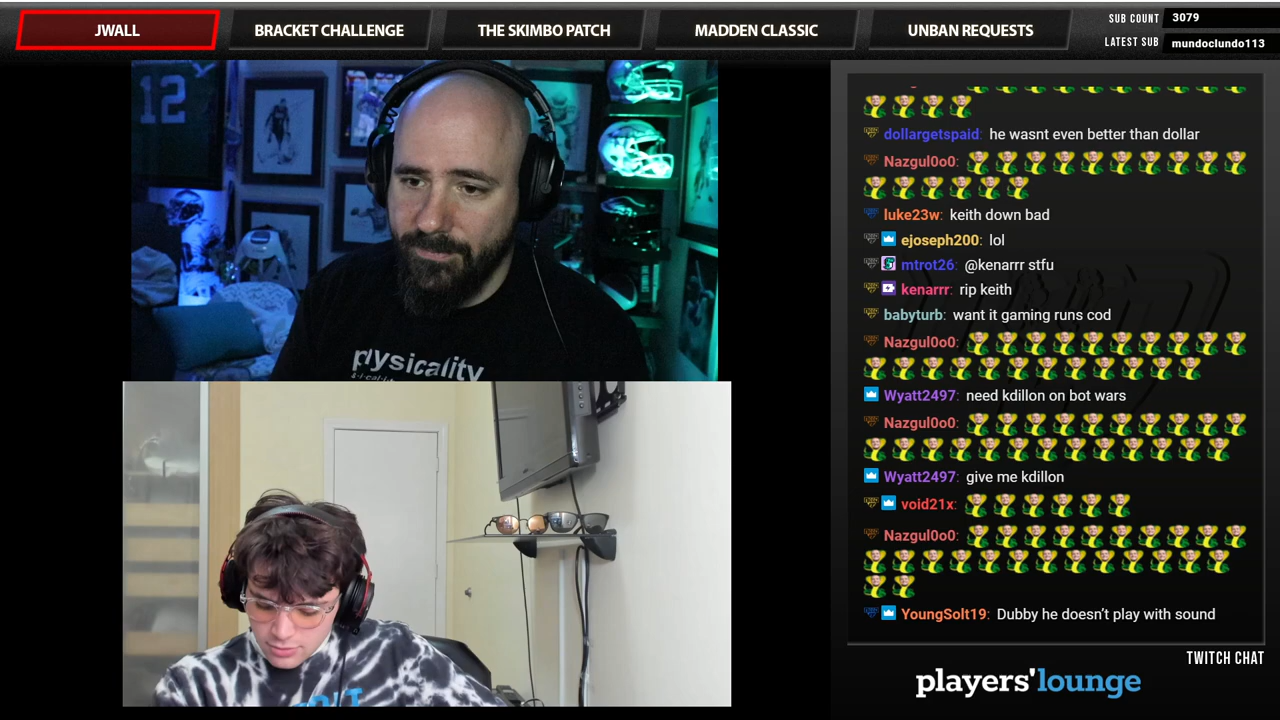 JWALL
BRACKET CHALLENGE
THE SKIMBO PATCH
MADDEN CLASSIC
UNBAN REQUESTS
SUB COUNT 3079
LATEST SUB mundoclundo113
12
physicality
dollargetspaid: he wasnt even better than dollar
Nazgul0o0:
luke23w: keith down bad
ejoseph200: lol
mtrot26: @kenarrr stfu
kenarrr: rip keith
babyturb: want it gaming runs cod
Nazgul0o0:
Wyatt2497: need kdillon on bot wars
Nazgul0o0:
Wyatt2497: give me kdillon
void21x:
Nazgul0o0:
YoungSolt19: Dubby he doesn't play with sound
TWITCH CHAT
players'lounge